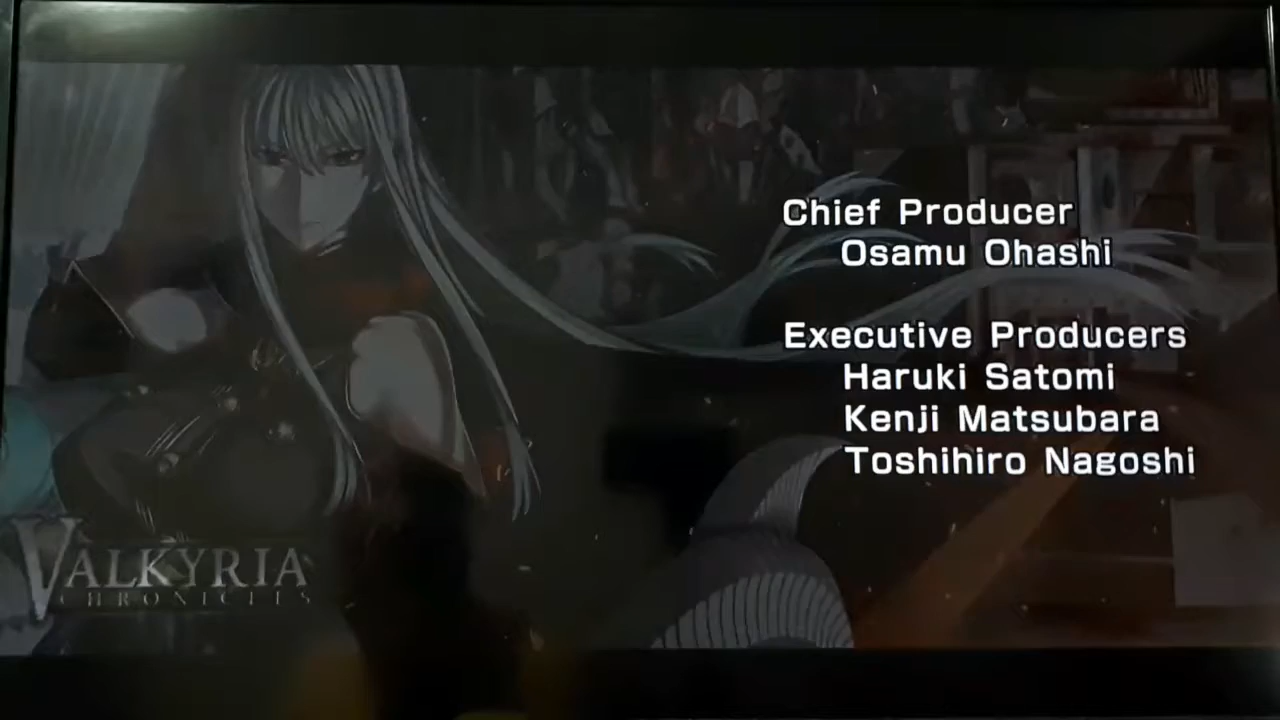 Chief Producer
Osamu Ohashi
Executive Producers
Haruki Satomi
Kenji Matsubara
Toshihiro Nagoshi
VALKYRIA
CHRONICLES